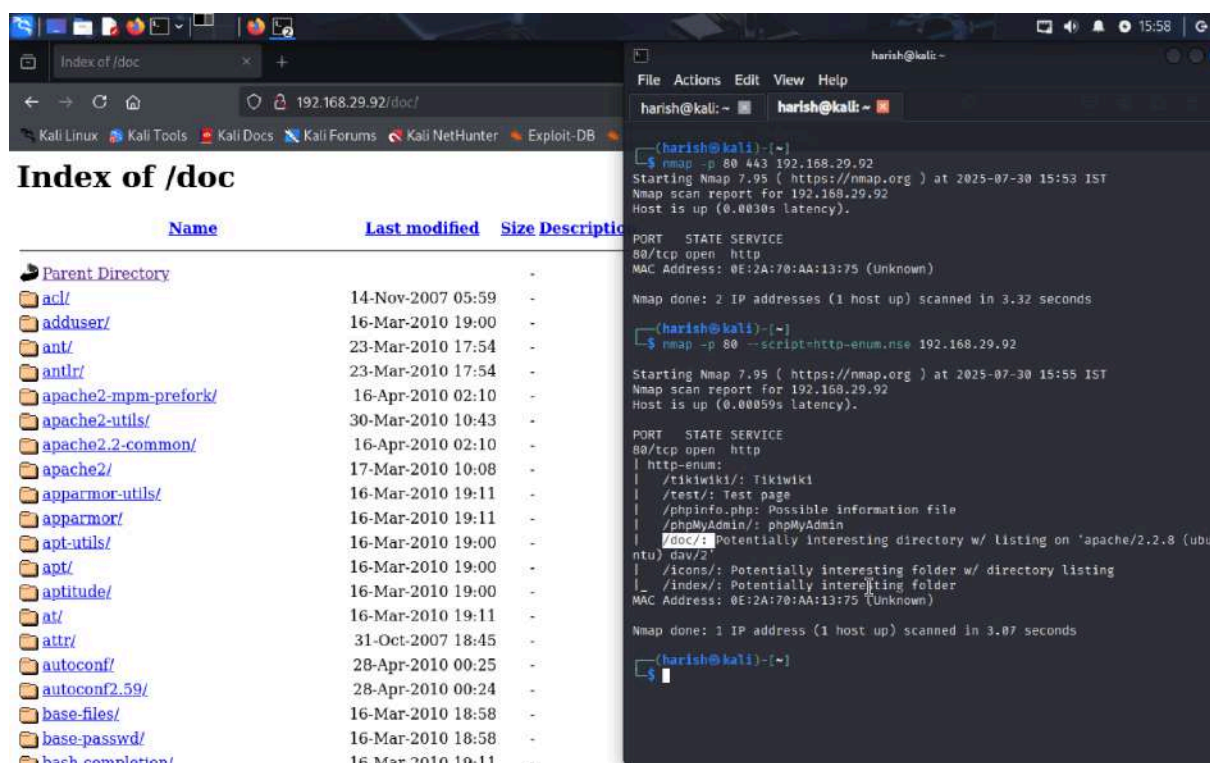 15:58
Index of /doc
192.168.29.92/doc/
Kali Linux Kali Tools Kali Docs Kali Forums Kali NetHunter Exploit-DB
Index of /doc
Name Last modified Size Descriptio
Parent Directory -
acl/ 14-Nov-2007 05:59 -
adduser/ 16-Mar-2010 19:00 -
ant/ 23-Mar-2010 17:54 -
antlr/ 23-Mar-2010 17:54 -
apache2-mpm-prefork/ 16-Apr-2010 02:10 -
apache2-utils/ 30-Mar-2010 10:43 -
apache2.2-common/ 16-Apr-2010 02:10 -
apache2/ 17-Mar-2010 10:08 -
apparmor-utils/ 16-Mar-2010 19:11 -
apparmor/ 16-Mar-2010 19:11 -
apt-utils/ 16-Mar-2010 19:00 -
apt/ 16-Mar-2010 19:00 -
aptitude/ 16-Mar-2010 19:00 -
at/ 16-Mar-2010 19:11 -
attr/ 31-Oct-2007 18:45 -
autoconf/ 28-Apr-2010 00:25 -
autoconf2.59/ 28-Apr-2010 00:24 -
base-files/ 16-Mar-2010 18:58 -
base-passwd/ 16-Mar-2010 18:58 -
bash-completion/ 16-Mar-2010 19:11 -
harish@kali: ~
File Actions Edit View Help
harish@kali: ~ harish@kali: ~
(harish㉿kali)-[~]
$ nmap -p 80 443 192.168.29.92
Starting Nmap 7.95 ( https://nmap.org ) at 2025-07-30 15:53 IST
Nmap scan report for 192.168.29.92
Host is up (0.0030s latency).
PORT STATE SERVICE
80/tcp open http
MAC Address: 0E:2A:70:AA:13:75 (Unknown)
Nmap done: 2 IP addresses (1 host up) scanned in 3.32 seconds
(harish㉿kali)-[~]
$ nmap -p 80 --script=http-enum.nse 192.168.29.92
Starting Nmap 7.95 ( https://nmap.org ) at 2025-07-30 15:55 IST
Nmap scan report for 192.168.29.92
Host is up (0.00059s latency).
PORT STATE SERVICE
80/tcp open http
| http-enum:
| /tikiwiki/: Tikiwiki
| /test/: Test page
| /phpinfo.php: Possible information file
| /phpMyAdmin/: phpMyAdmin
| /doc/: Potentially interesting directory w/ listing on 'apache/2.2.8 (ubu
ntu) dav/2'
| /icons/: Potentially interesting folder w/ directory listing
|_ /index/: Potentially interesting folder
MAC Address: 0E:2A:70:AA:13:75 (Unknown)
Nmap done: 1 IP address (1 host up) scanned in 3.07 seconds
(harish㉿kali)-[~]
$